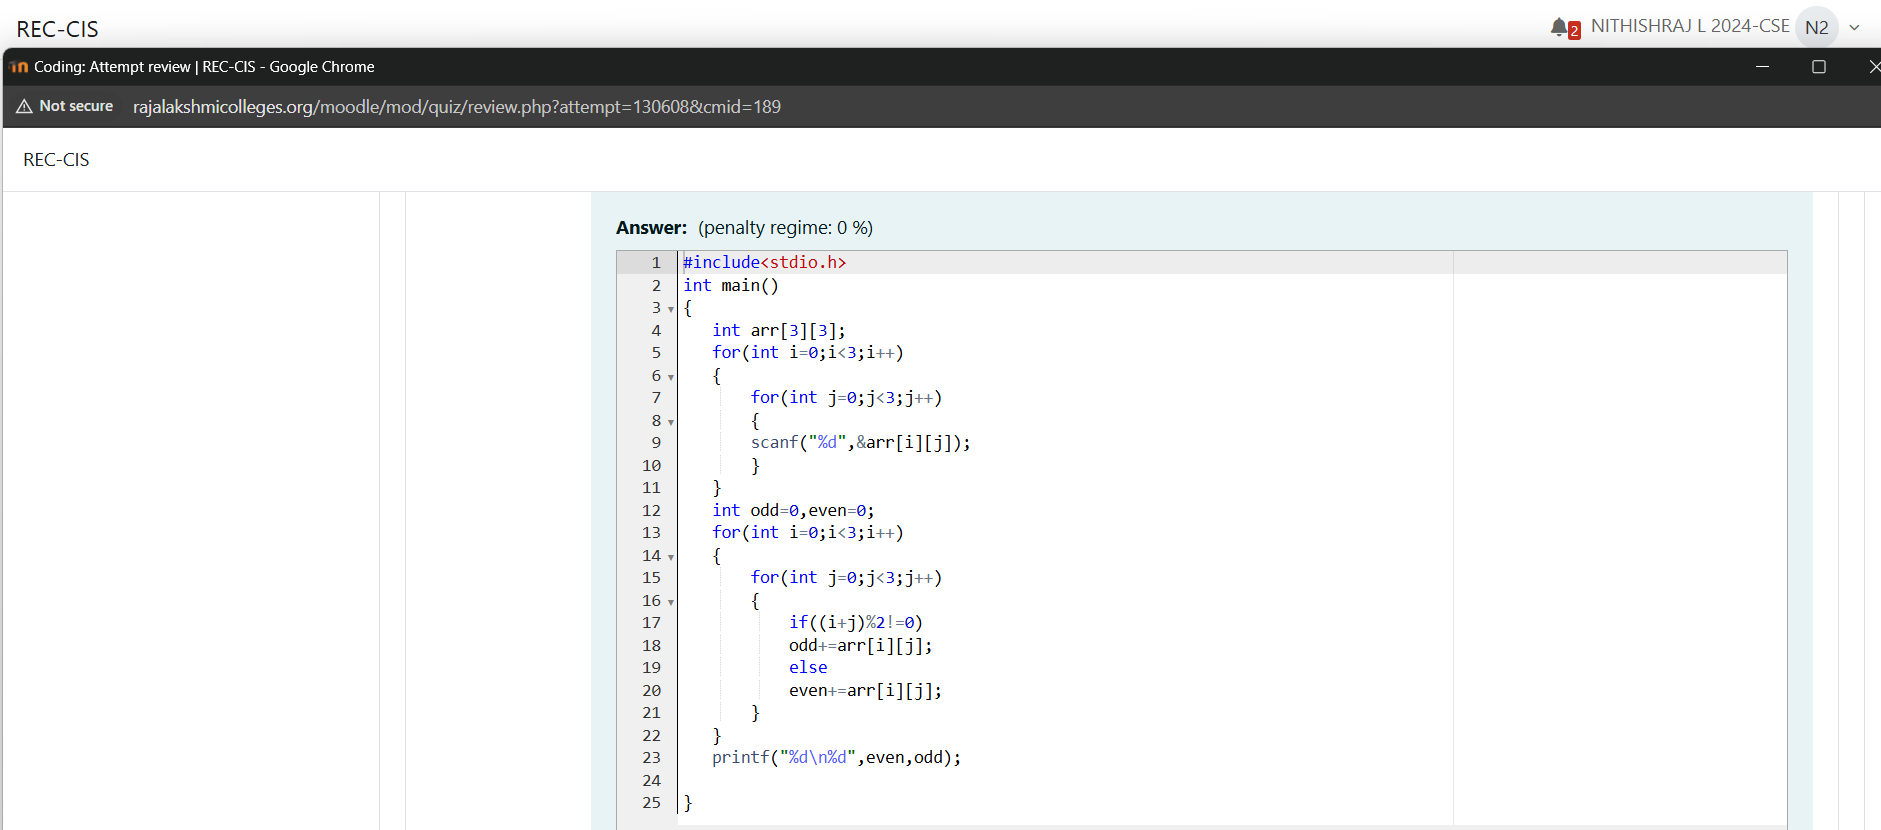 REC-CIS
2 NITHISHRAJ L 2024-CSE N2
Coding: Attempt review | REC-CIS - Google Chrome
Not secure rajalakshmicolleges.org/moodle/mod/quiz/review.php?attempt=130608&cmid=189
REC-CIS
Answer: (penalty regime: 0 %)
1 #include<stdio.h>
2 int main()
3 {
4 int arr[3][3];
5 for(int i=0;i<3;i++)
6 {
7 for(int j=0;j<3;j++)
8 {
9 scanf("%d",&arr[i][j]);
10 }
11 }
12 int odd=0,even=0;
13 for(int i=0;i<3;i++)
14 {
15 for(int j=0;j<3;j++)
16 {
17 if((i+j)%2!=0)
18 odd+=arr[i][j];
19 else
20 even+=arr[i][j];
21 }
22 }
23 printf("%d\n%d",even,odd);
24
25 }